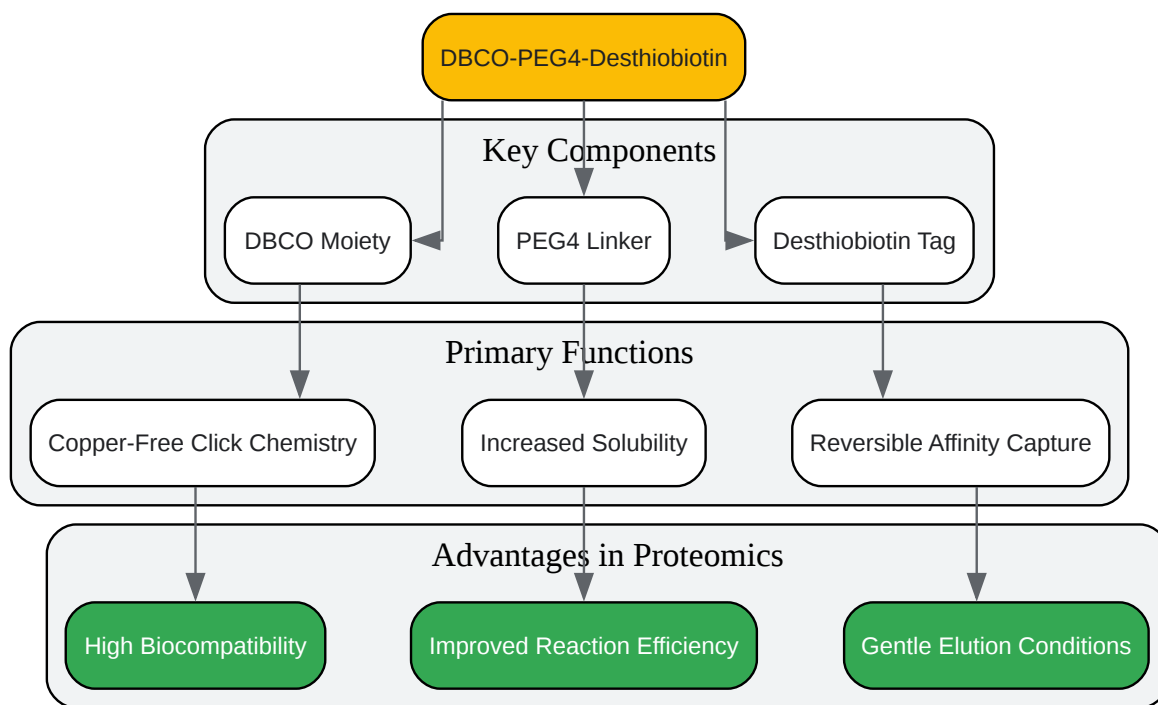 DBCO-PEG4-Desthiobiotin
Key Components
DBCO Moiety
PEG4 Linker
Desthiobiotin Tag
Primary Functions
Copper-Free Click Chemistry
Increased Solubility
Reversible Affinity Capture
Advantages in Proteomics
High Biocompatibility
Improved Reaction Efficiency
Gentle Elution Conditions